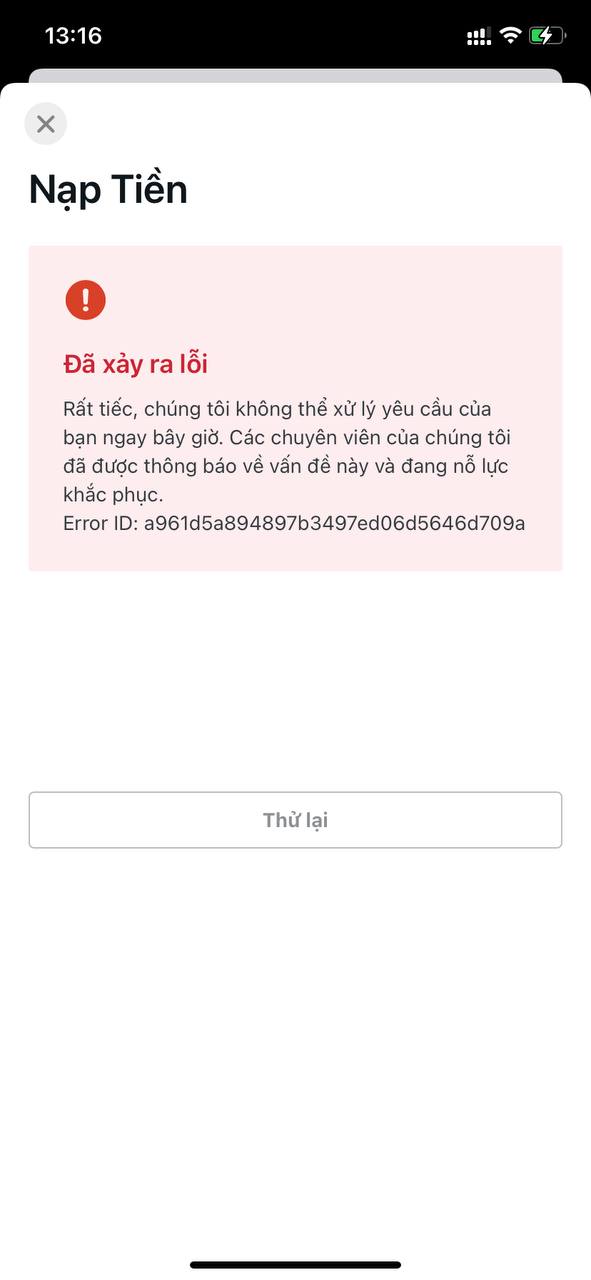 13:16
Nạp Tiền
Đã xảy ra lỗi
Rất tiếc, chúng tôi không thể xử lý yêu cầu của
bạn ngay bây giờ. Các chuyên viên của chúng tôi
đã được thông báo về vấn đề này và đang nỗ lực
khắc phục.
Error ID: a961d5a894897b3497ed06d5646d709a
Thử lại